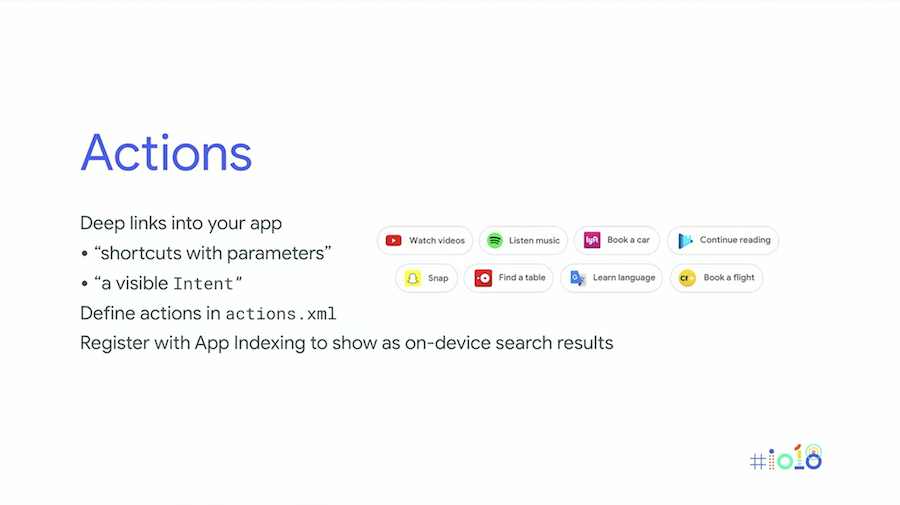 Actions
Deep links into your app
• “shortcuts with parameters”
• “a visible Intent”
Define actions in actions.xml
Register with App Indexing to show as on-device search results
Watch videos
Listen music
lyft
Book a car
Continue reading
Snap
Find a table
G
Learn language
CF
Book a flight
#io18